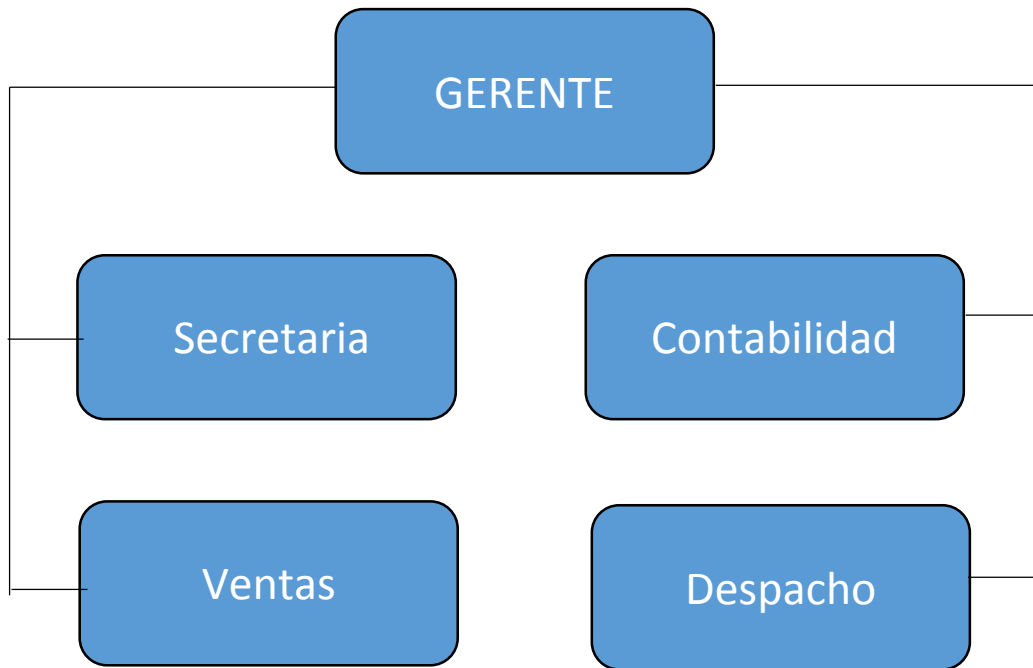 GERENTE
Secretaria
Contabilidad
Ventas
Despacho